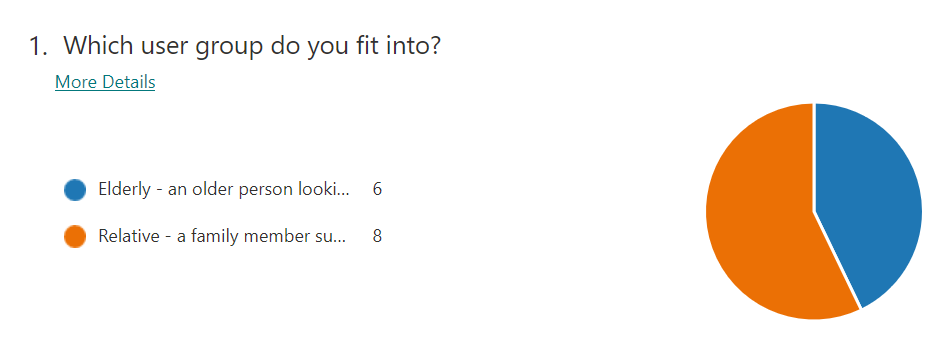 1. Which user group do you fit into?
More Details
Elderly - an older person looki... 6
Relative - a family member su... 8